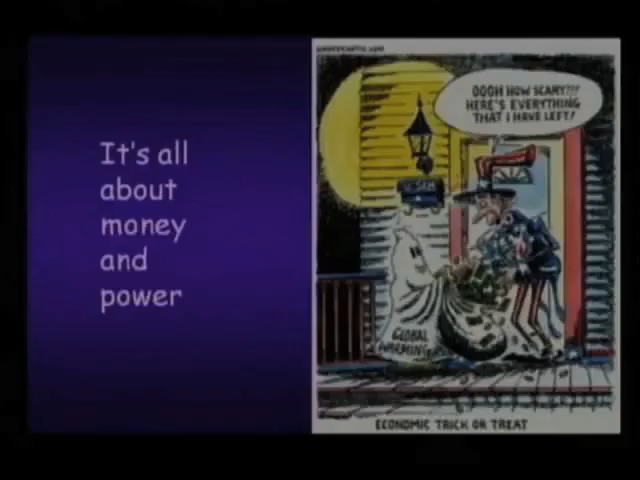 It's all
about
money
and
power
OOOH HOW SCARY!!!
HERE'S EVERYTHING
THAT I HAVE LEFT!
GLOBAL
WARMING
ECONOMIC TRICK OR TREAT